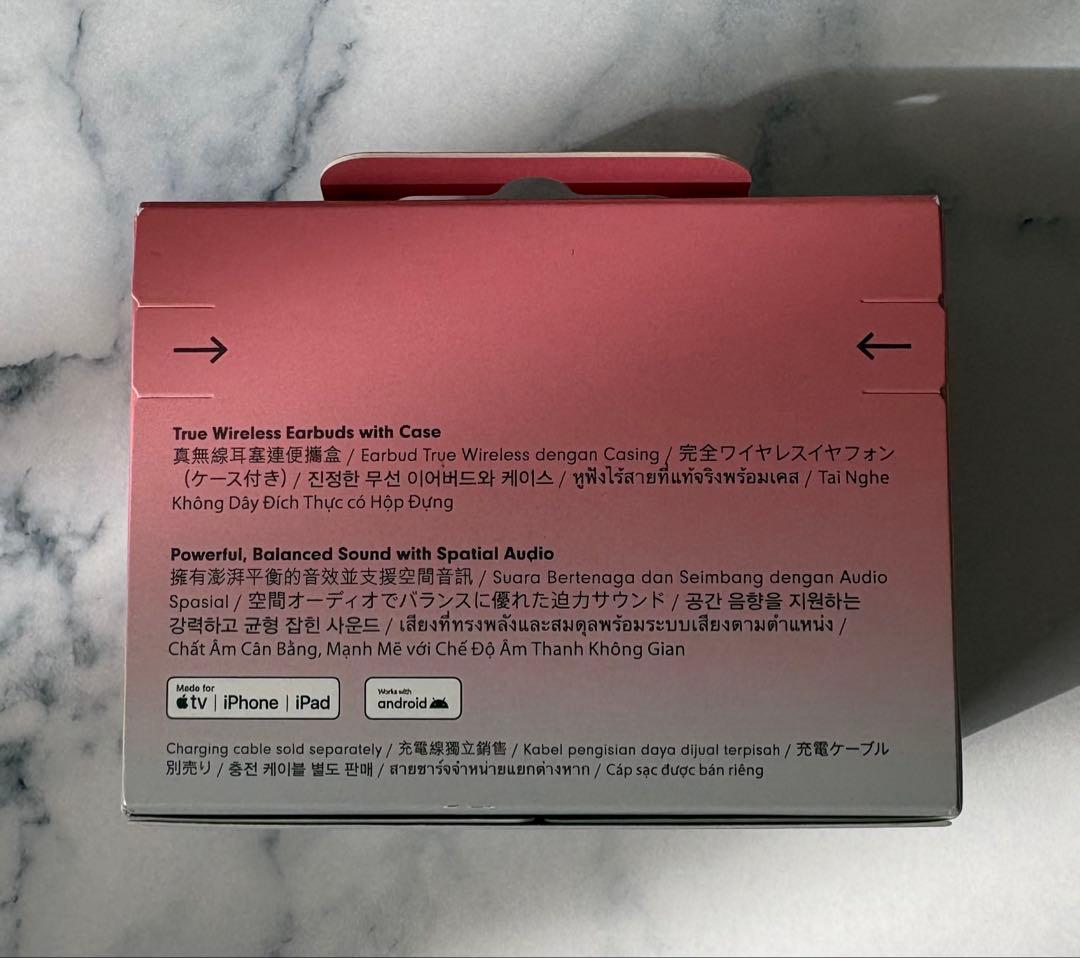 True Wireless Earbuds with Case
真無線耳塞連便攜盒 / Earbud True Wireless dengan Casing / 完全ワイヤレスイヤフォン
（ケース付き）/ 진정한 무선 이어버드와 케이스 / หูฟังไร้สายที่แท้จริงพร้อมเคส / Tai Nghe
Không Dây Đích Thực có Hộp Đựng
Powerful, Balanced Sound with Spatial Audio
擁有澎湃平衡的音效並支援空間音訊 / Suara Bertenaga dan Seimbang dengan Audio
Spasial / 空間オーディオでバランスに優れた迫力サウンド / 공간 음향을 지원하는
강력하고 균형 잡힌 사운드 / เสียงที่ทรงพลังและสมดุลพร้อมระบบเสียงตามตำแหน่ง /
Chất Âm Cân Bằng, Mạnh Mẽ với Chế Độ Âm Thanh Không Gian
Made for
tv | iPhone | iPad
Works with
android
Charging cable sold separately / 充電線獨立銷售 / Kabel pengisian daya dijual terpisah / 充電ケーブル
別売り / 충전 케이블 별도 판매 / สายชาร์จจำหน่ายแยกต่างหาก / Cáp sạc được bán riêng